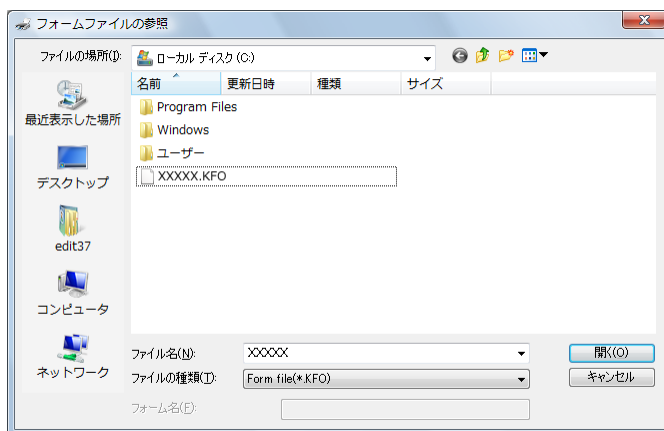 フォームファイルの参照
ファイルの場所(I): ローカル ディスク (C:)
名前 更新日時 種類 サイズ
最近表示した場所
デスクトップ
edit37
コンピュータ
ネットワーク
Program Files
Windows
ユーザー
XXXXX.KFO
ファイル名(N): XXXXX 開く(O)
ファイルの種類(T): Form file(*.KFO) キャンセル
フォーム名(F):